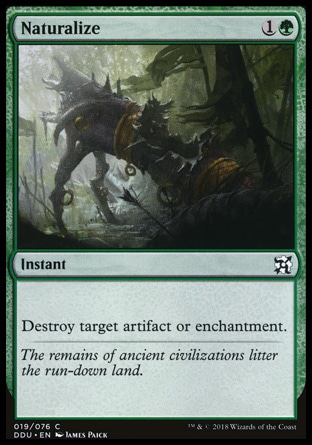 Naturalize 1
Instant
Destroy target artifact or enchantment.
The remains of ancient civilizations litter
the run-down land.
019/076 C
DDU • EN JAMES PAICK
™ & © 2018 Wizards of the Coast